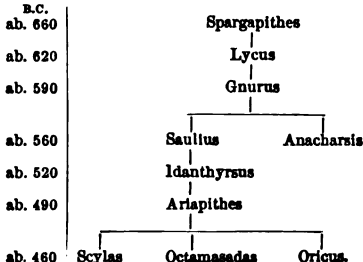 B.C.
ab. 660 Spargapithes
ab. 620 Lycus
ab. 590 Gnurus
ab. 560 Saulius Anacharsis
ab. 520 Idanthyrsus
ab. 490 Ariapithes
ab. 460 Scylas Octamasadas Oricus.